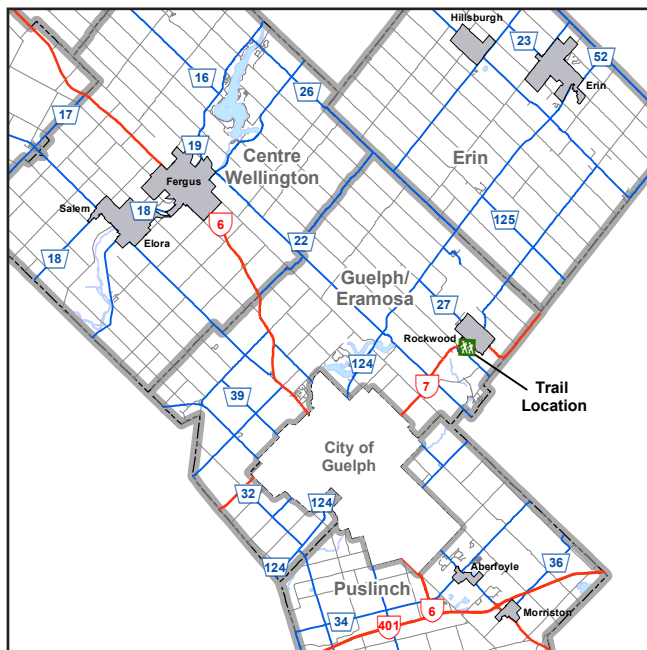 Hillsburgh
23
52
Erin
16
26
17
19
Centre
Wellington
Erin
Fergus
Salem
18
6
125
Elora
22
18
Guelph/
Eramosa
27
Rockwood
124
7
Trail
Location
39
City of
Guelph
32
124
124
Aberfoyle
36
Puslinch
6
Morriston
34
401